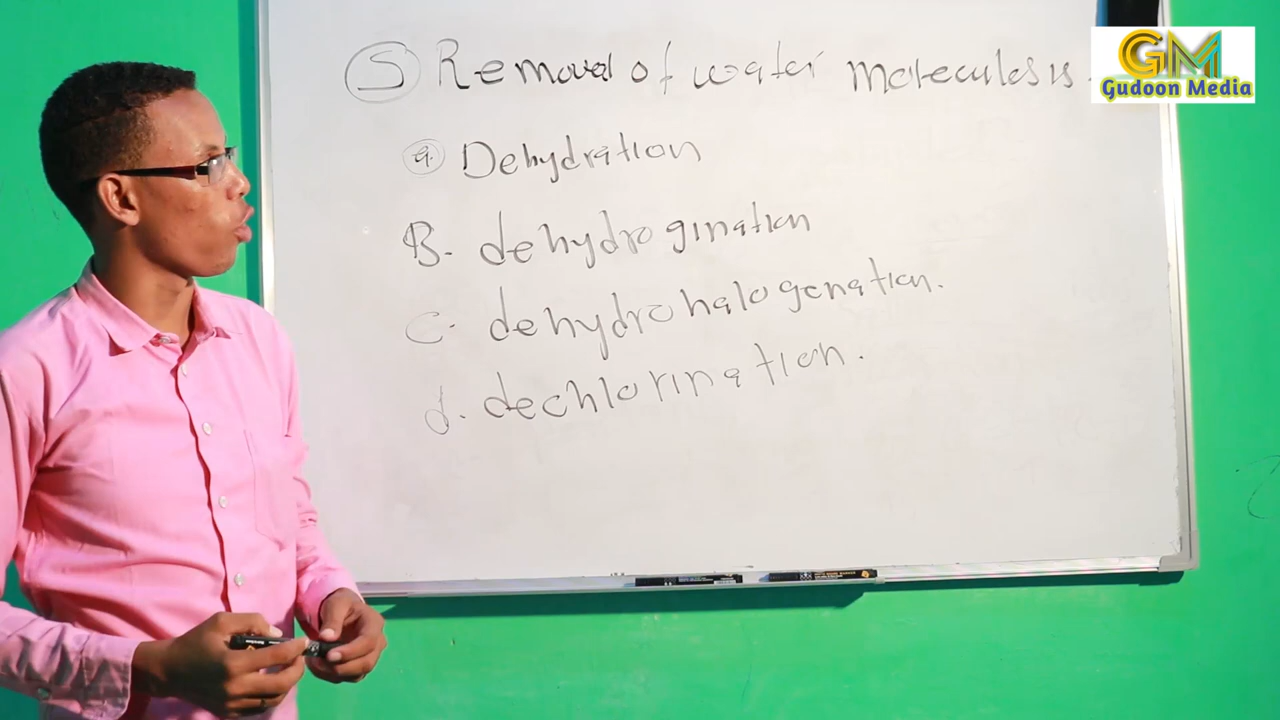 5 Removal of water molecules is
a. Dehydration
B. dehydrogination
C. dehydrohalogenation.
d. dechlorination.
GM
Gudoon Media